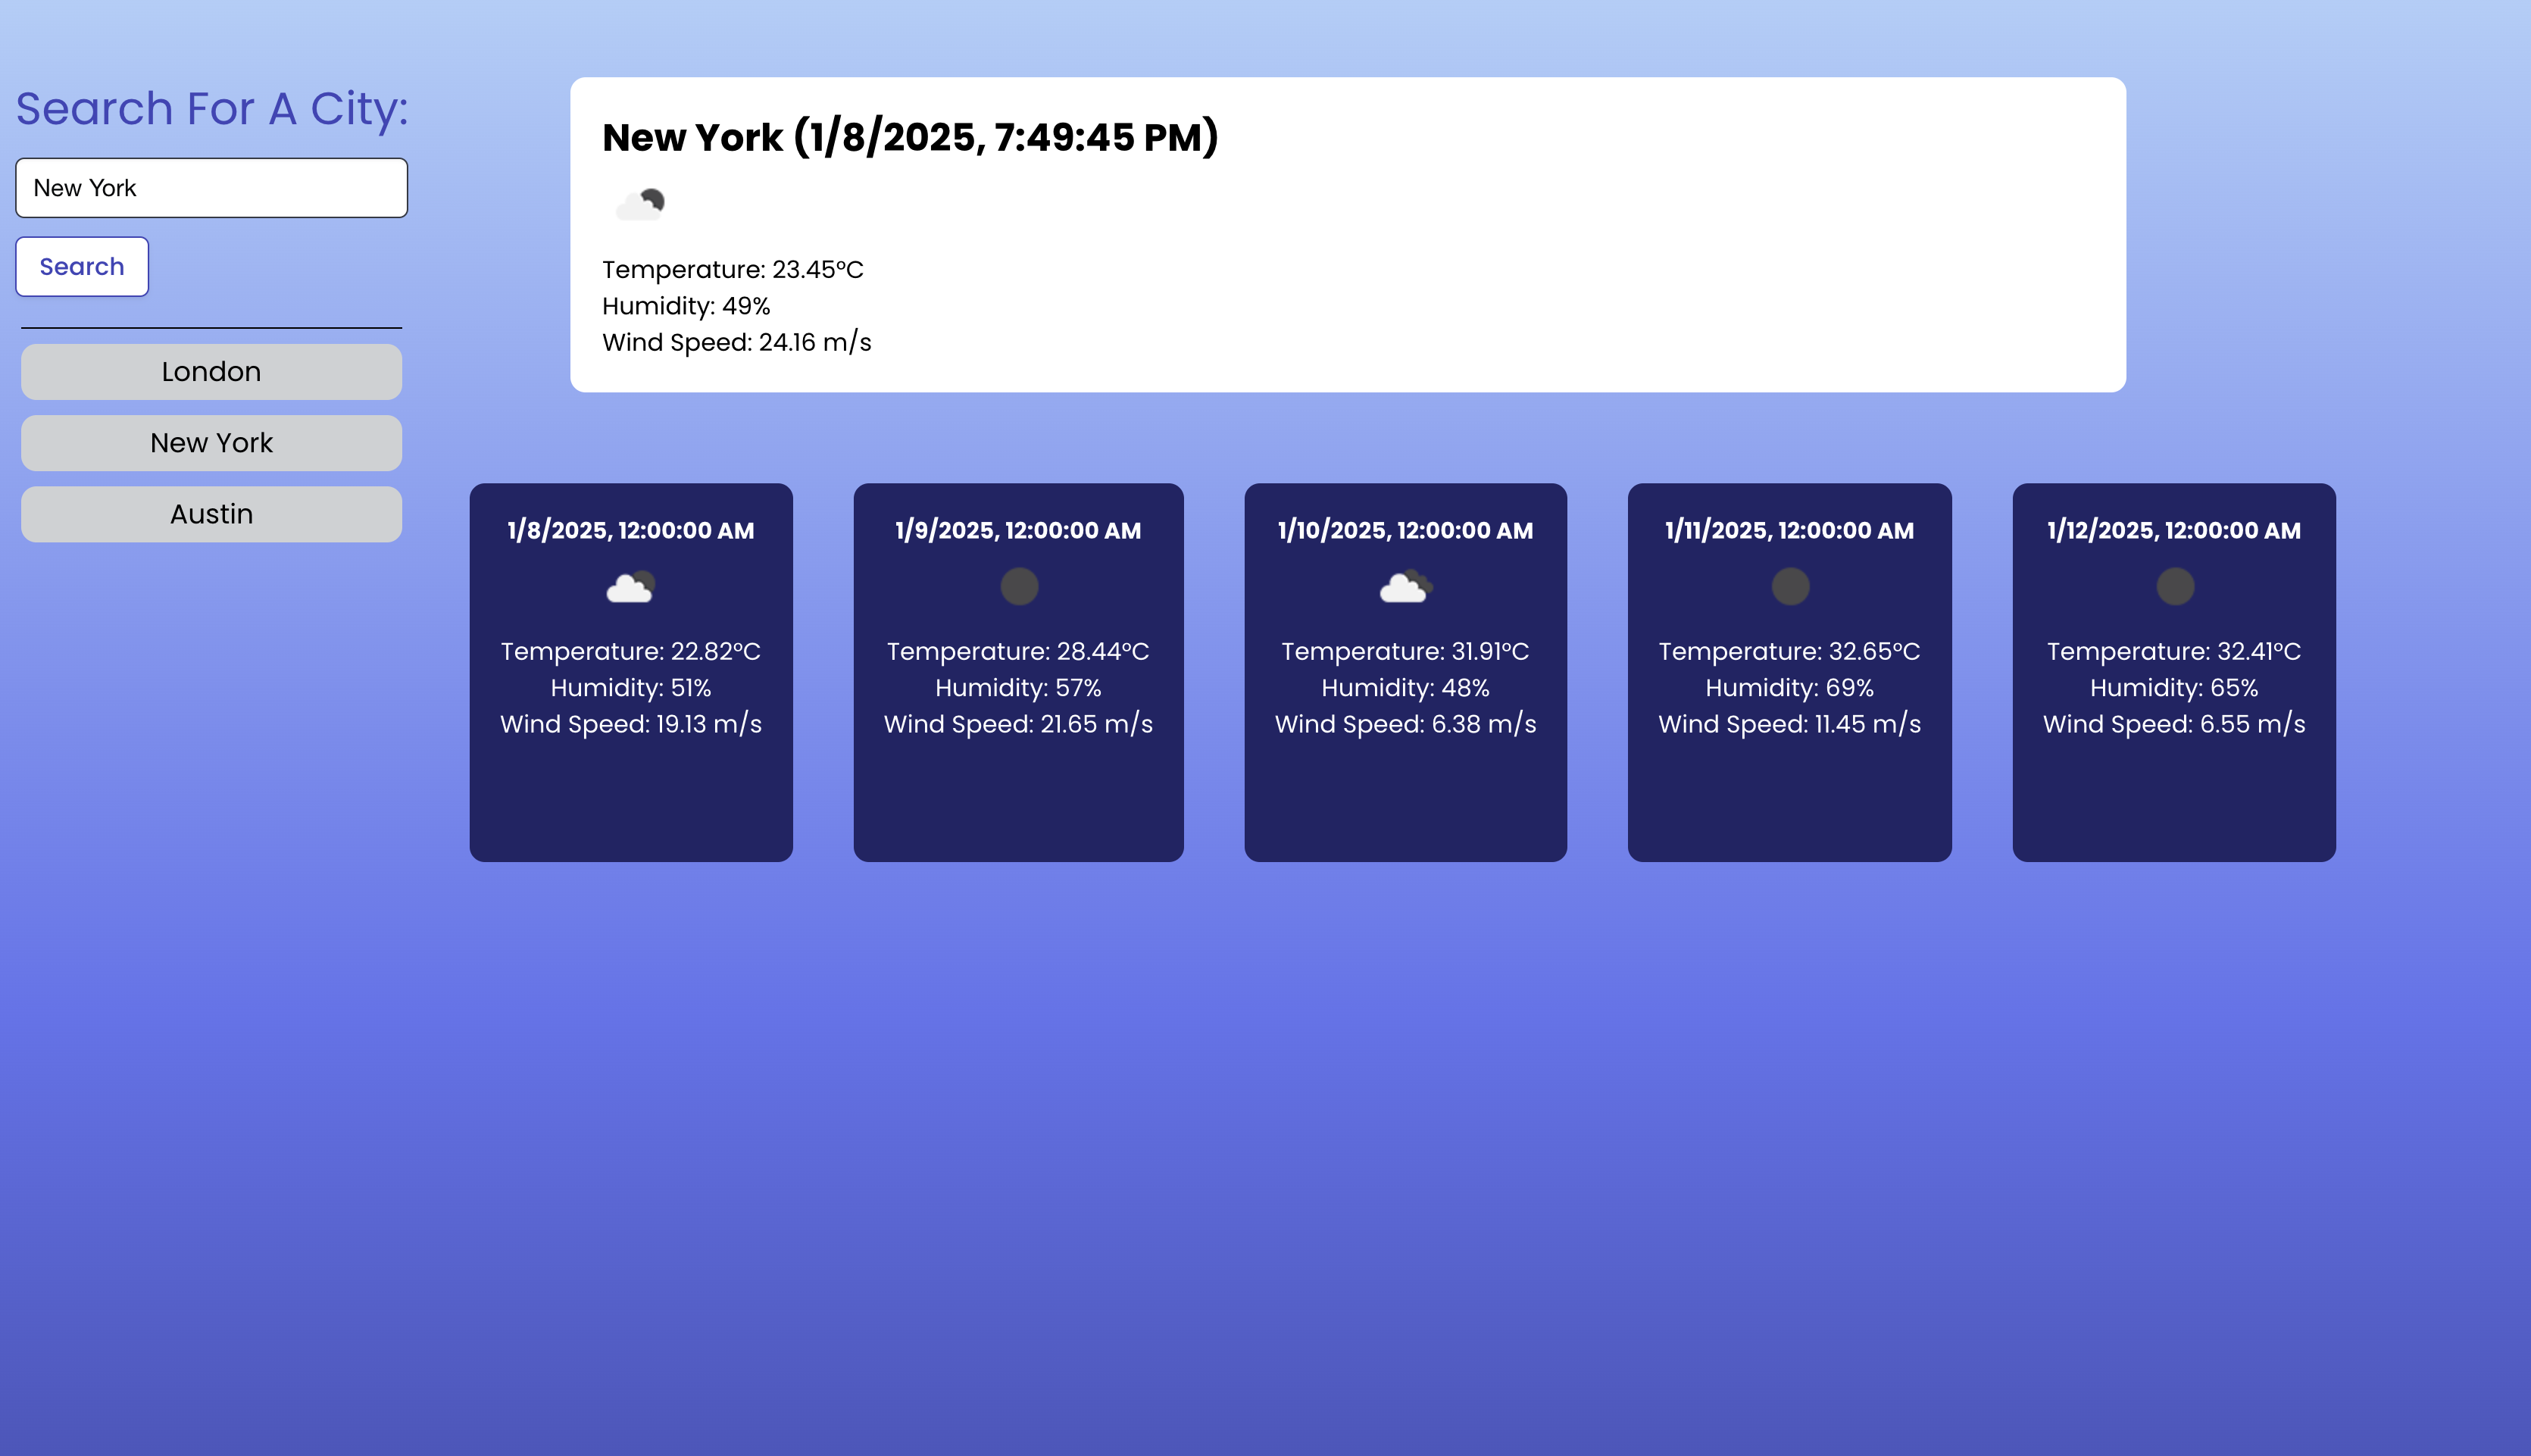 Search For A City:
New York
Search
London
New York
Austin
New York (1/8/2025, 7:49:45 PM)
Temperature: 23.45°C
Humidity: 49%
Wind Speed: 24.16 m/s
1/8/2025, 12:00:00 AM
Temperature: 22.82°C
Humidity: 51%
Wind Speed: 19.13 m/s
1/9/2025, 12:00:00 AM
Temperature: 28.44°C
Humidity: 57%
Wind Speed: 21.65 m/s
1/10/2025, 12:00:00 AM
Temperature: 31.91°C
Humidity: 48%
Wind Speed: 6.38 m/s
1/11/2025, 12:00:00 AM
Temperature: 32.65°C
Humidity: 69%
Wind Speed: 11.45 m/s
1/12/2025, 12:00:00 AM
Temperature: 32.41°C
Humidity: 65%
Wind Speed: 6.55 m/s